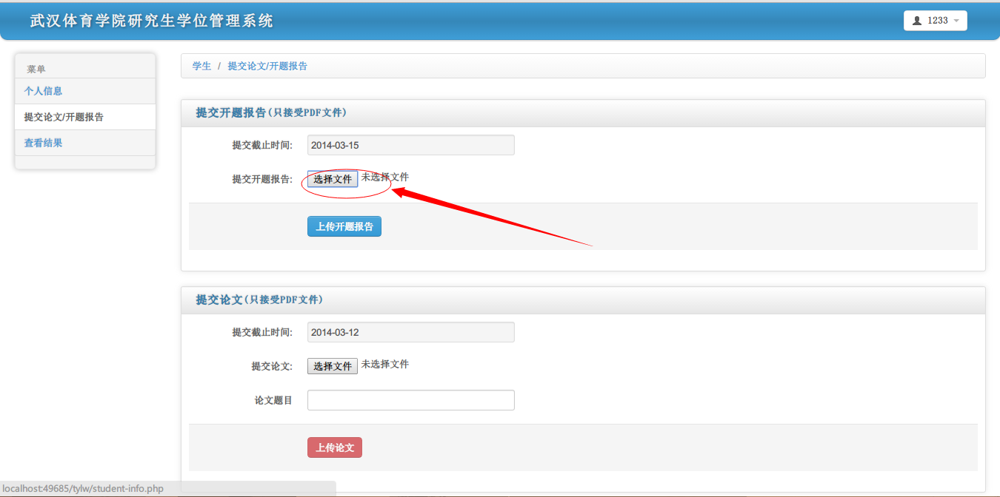 武汉体育学院研究生学位管理系统
1233
菜单
个人信息
提交论文/开题报告
查看结果
学生 / 提交论文/开题报告
提交开题报告(只接受PDF文件)
提交截止时间: 2014-03-15
提交开题报告: 选择文件 未选择文件
上传开题报告
提交论文(只接受PDF文件)
提交截止时间: 2014-03-12
提交论文: 选择文件 未选择文件
论文题目
上传论文
localhost:49685/tylw/student-info.php